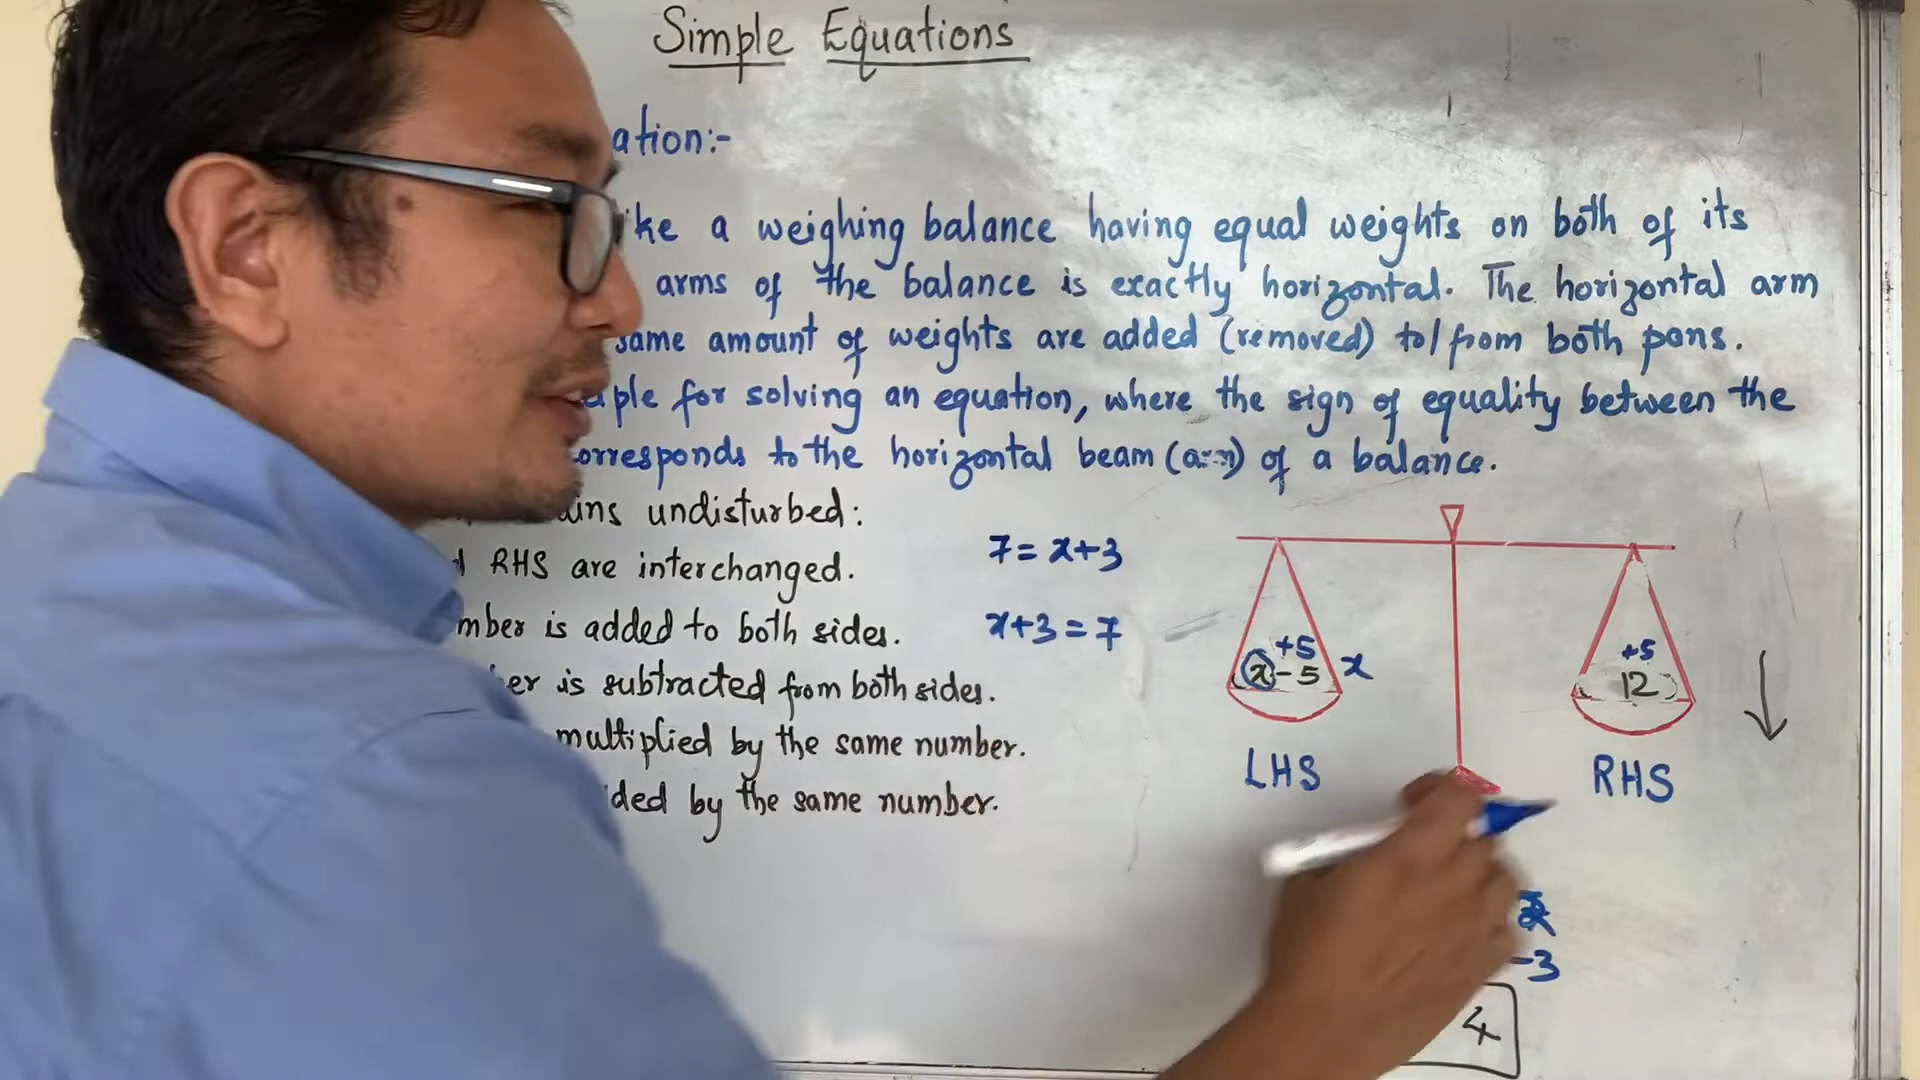 Simple Equations
ation:-
ke a weighing balance having equal weights on both of its
arms of the balance is exactly horizontal. The horizontal arm
same amount of weights are added (removed) to/from both pans.
ple for solving an equation, where the sign of equality between the
orresponds to the horizontal beam (arm) of a balance.
ins undisturbed:
RHS are interchanged.
mber is added to both sides.
er is subtracted from both sides.
multiplied by the same number.
ded by the same number.
7 = x+3
x+3 = 7
+5
x-5 x
LHS
+5
12
RHS
-3
4